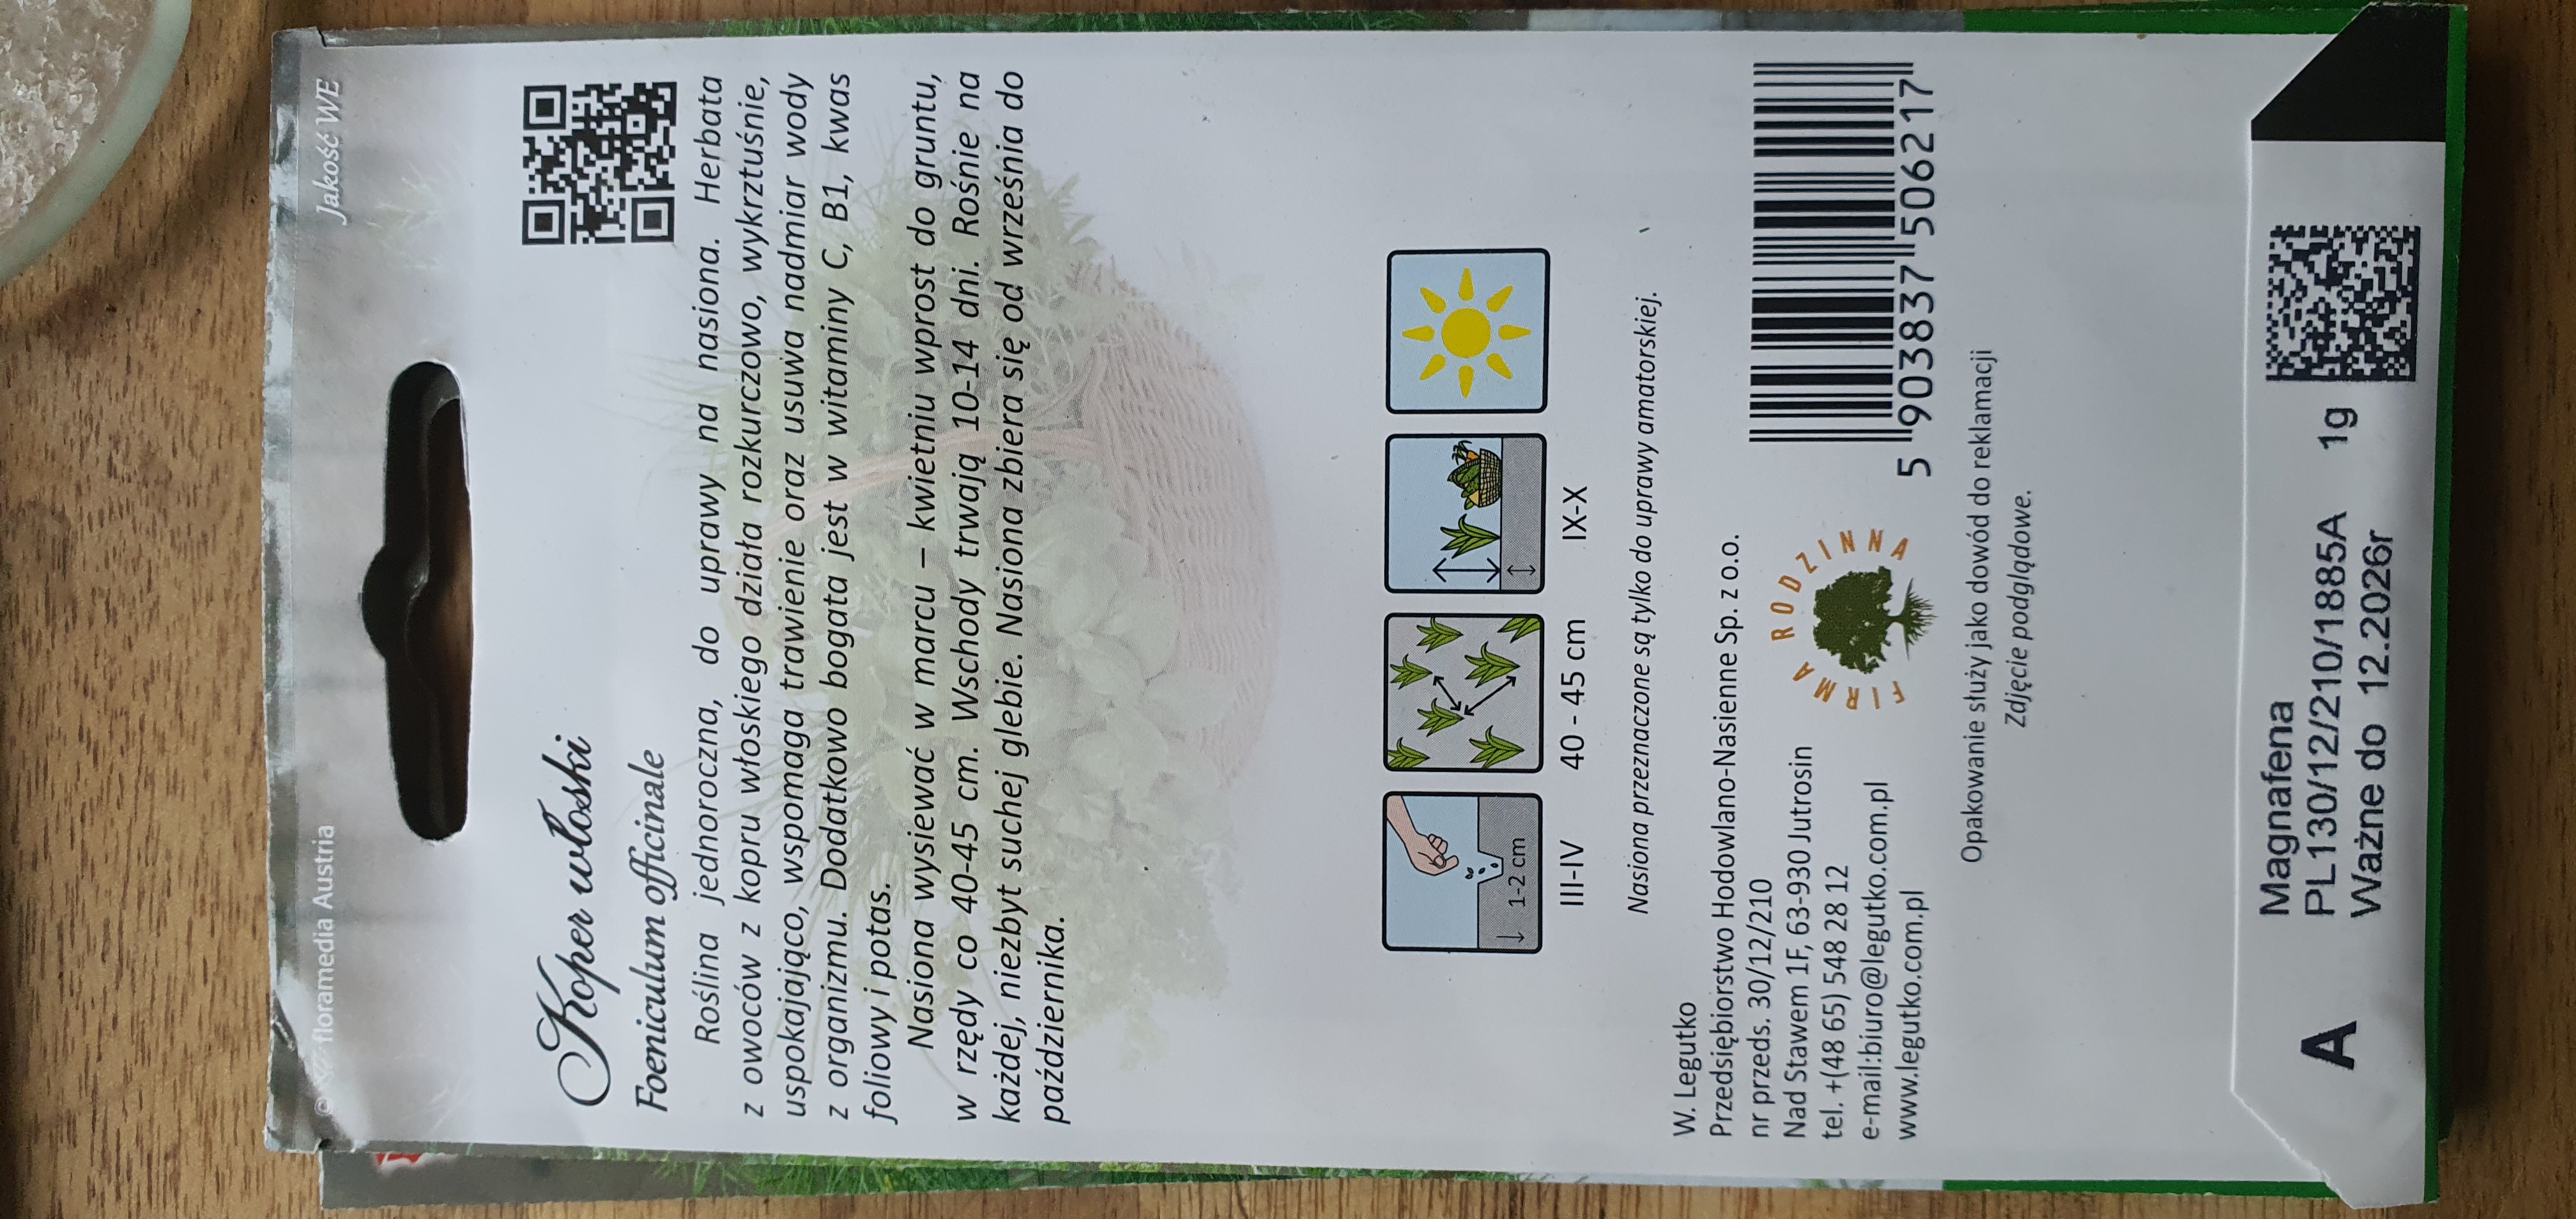 © floramedia Austria
Jakość WE
Koper włoski
Foeniculum officinale
Roślina jednoroczna, do uprawy na nasiona. Herbata
z owoców z kopru włoskiego działa rozkurczowo, wykrztuśnie,
uspokajająco, wspomaga trawienie oraz usuwa nadmiar wody
z organizmu. Dodatkowo bogata jest w witaminy C, B1, kwas
foliowy i potas.
Nasiona wysiewać w marcu – kwietniu wprost do gruntu,
w rzędy co 40-45 cm. Wschody trwają 10-14 dni. Rośnie na
każdej, niezbyt suchej glebie. Nasiona zbiera się od września do
października.
1-2 cm
III-IV
40 - 45 cm
IX-X
Nasiona przeznaczone są tylko do uprawy amatorskiej.
W. Legutko
Przedsiębiorstwo Hodowlano-Nasienne Sp. z o.o.
nr przeds. 30/12/210
Nad Stawem 1F, 63-930 Jutrosin
tel. +(48 65) 548 28 12
e-mail:biuro@legutko.com.pl
www.legutko.com.pl
FIRMA RODZINNA
5 903837 506217
Opakowanie służy jako dowód do reklamacji
Zdjęcie podglądowe.
A
Magnafena
PL130/12/210/1885A 1g
Ważne do 12.2026r